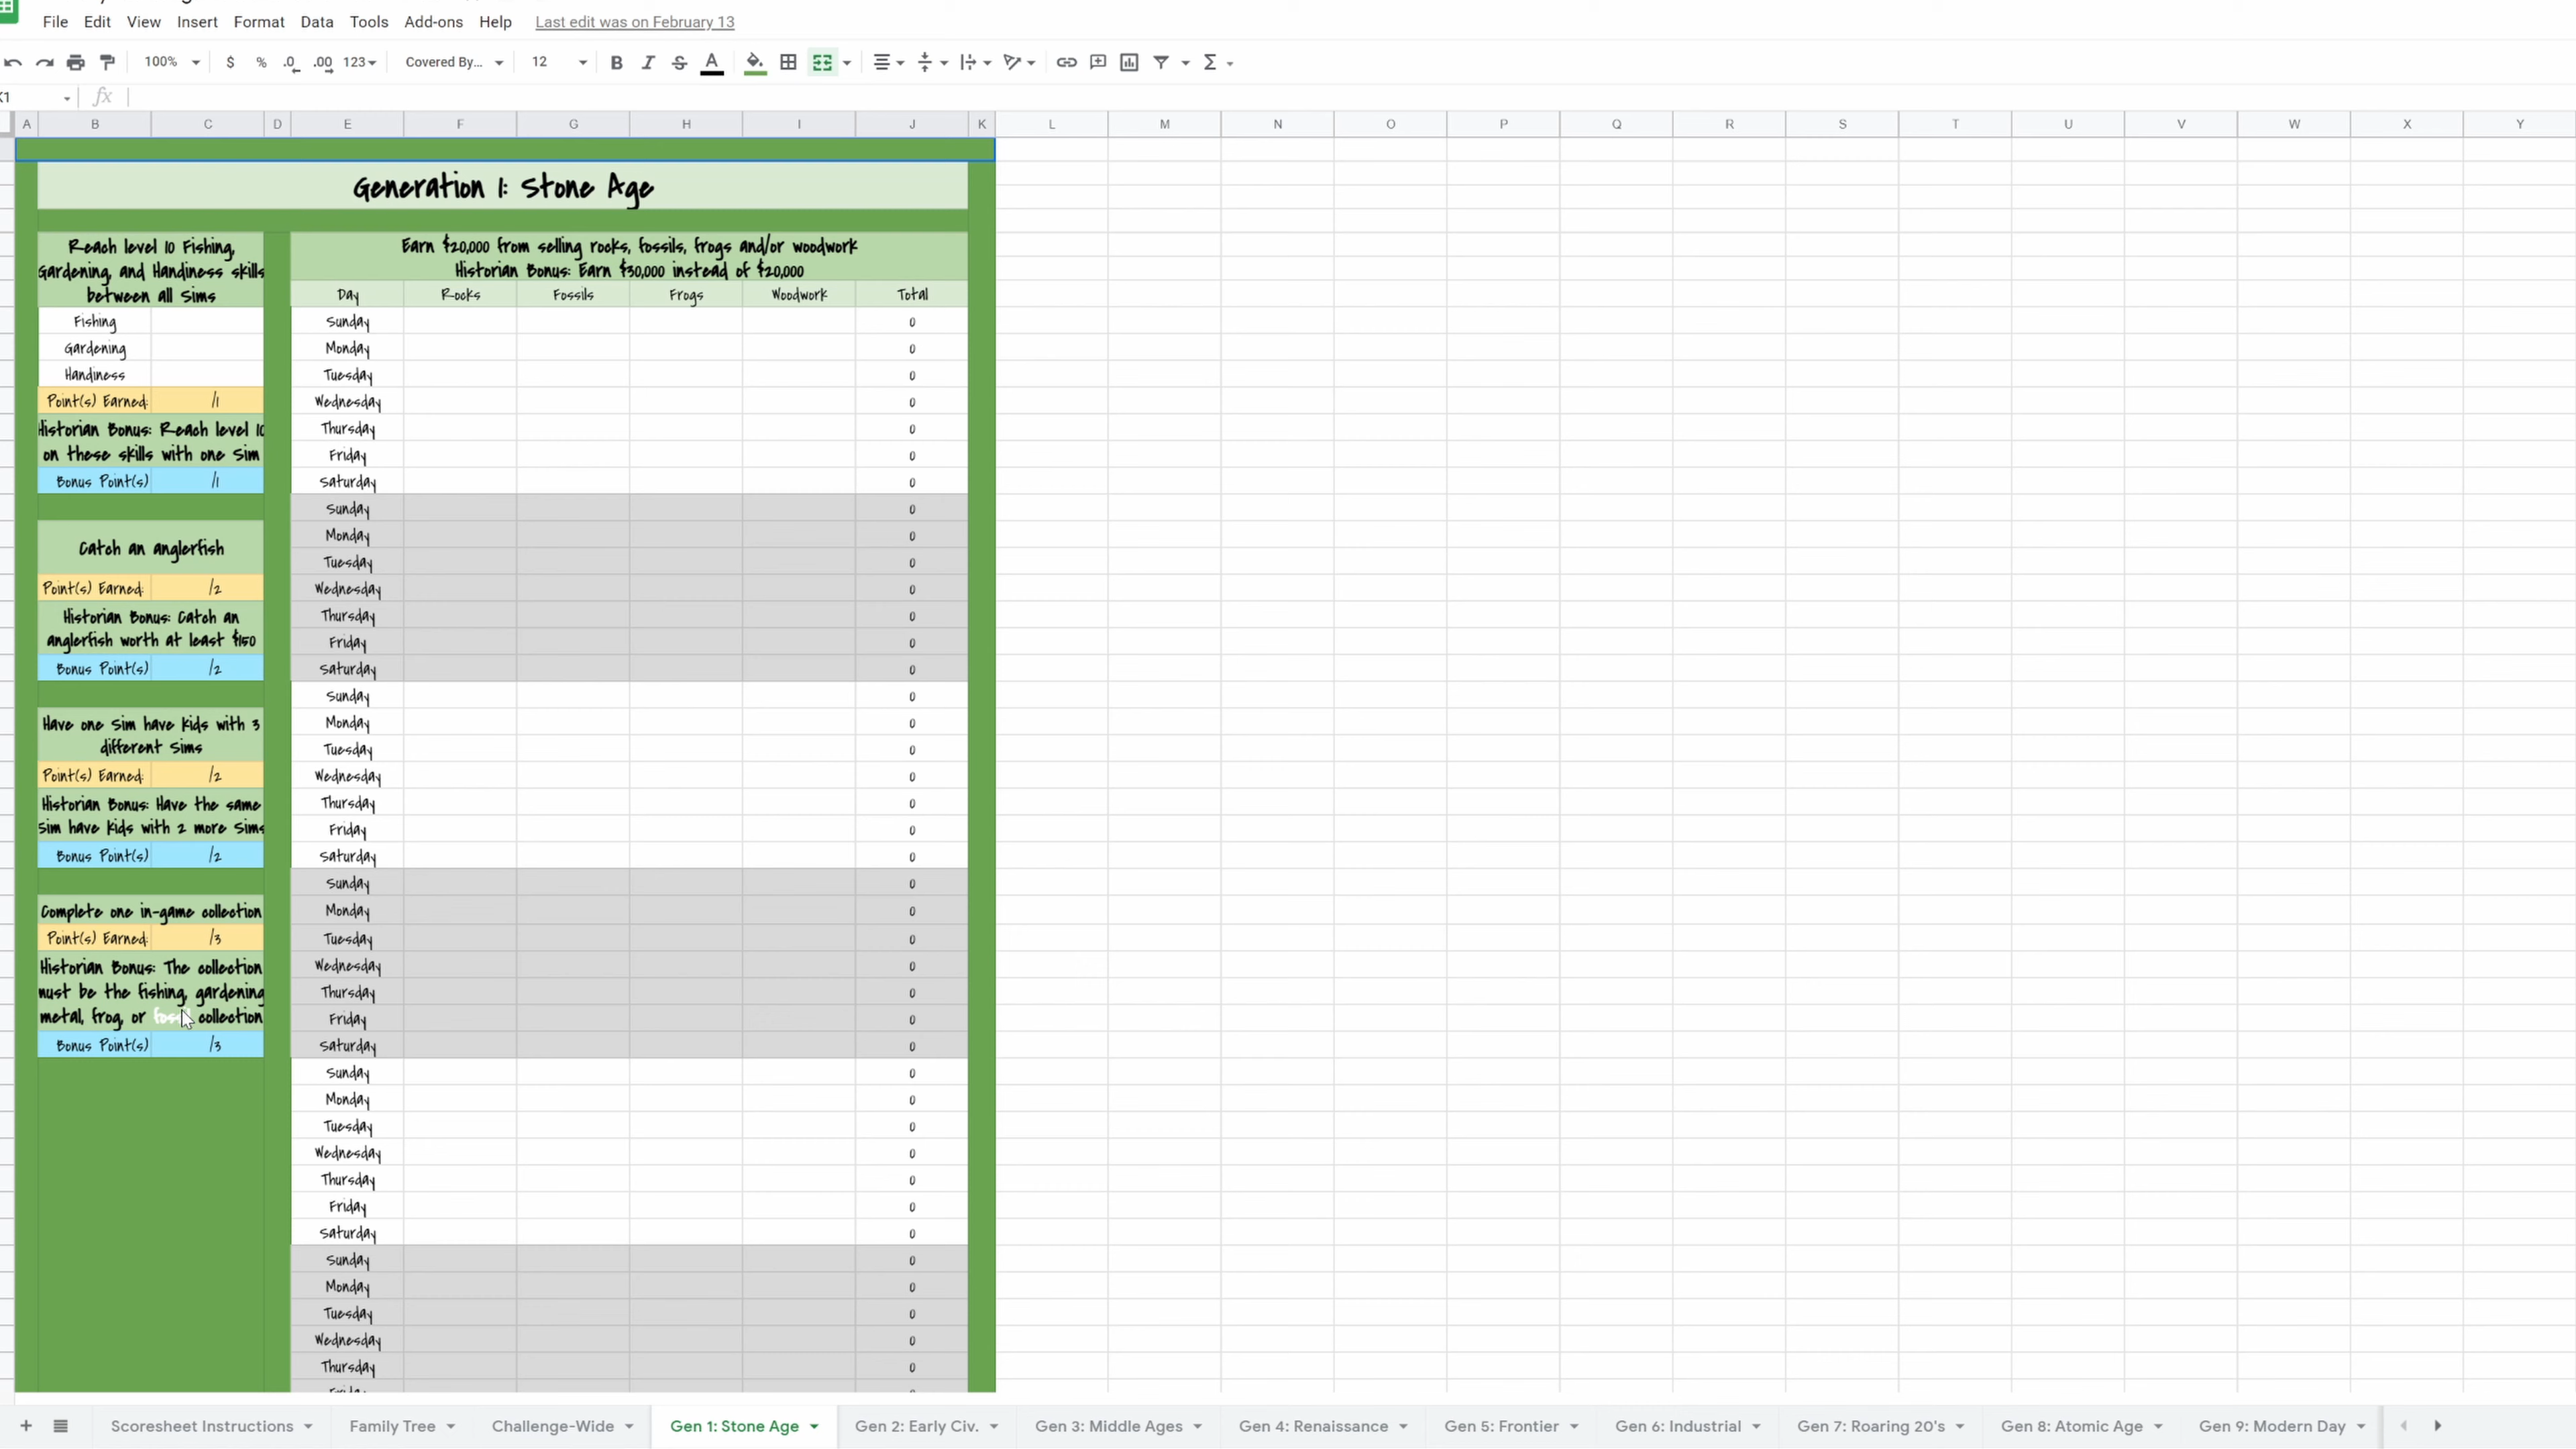 File Edit View Insert Format Data Tools Add-ons Help Last edit was on February 13
100% $ % .0 .00 123 Covered By... 12 B I S A Σ
fx
A B C D E F G H I J K L M N O P Q R S T U V W X Y
Generation 1: Stone Age
Reach level 10 Fishing,
Gardening, and Handiness skills
between all Sims
Fishing
Gardening
Handiness
Point(s) Earned: /1
Historian Bonus: Reach level 10
on these skills with one Sim
Bonus Point(s) /1
Catch an anglerfish
Point(s) Earned: /2
Historian Bonus: Catch an
anglerfish worth at least $150
Bonus Point(s) /2
Have one Sim have kids with 3
different Sims
Point(s) Earned: /2
Historian Bonus: Have the same
Sim have kids with 2 more Sims
Bonus Point(s) /2
Complete one in-game collection
Point(s) Earned: /3
Historian Bonus: The collection
must be the fishing, gardening
metal, frog, or collection
Bonus Point(s) /3
Earn $20,000 from selling rocks, fossils, frogs and/or woodwork
Historian Bonus: Earn $30,000 instead of $20,000
Day Rocks Fossils Frogs Woodwork Total
Sunday 0
Monday 0
Tuesday 0
Wednesday 0
Thursday 0
Friday 0
Saturday 0
Sunday 0
Monday 0
Tuesday 0
Wednesday 0
Thursday 0
Friday 0
Saturday 0
Sunday 0
Monday 0
Tuesday 0
Wednesday 0
Thursday 0
Friday 0
Saturday 0
Sunday 0
Monday 0
Tuesday 0
Wednesday 0
Thursday 0
Friday 0
Saturday 0
Sunday 0
Monday 0
Tuesday 0
Wednesday 0
Thursday 0
Friday 0
Saturday 0
Sunday 0
Monday 0
Tuesday 0
Wednesday 0
Thursday 0
Scoresheet Instructions Family Tree Challenge-Wide Gen 1: Stone Age Gen 2: Early Civ. Gen 3: Middle Ages Gen 4: Renaissance Gen 5: Frontier Gen 6: Industrial Gen 7: Roaring 20's Gen 8: Atomic Age Gen 9: Modern Day